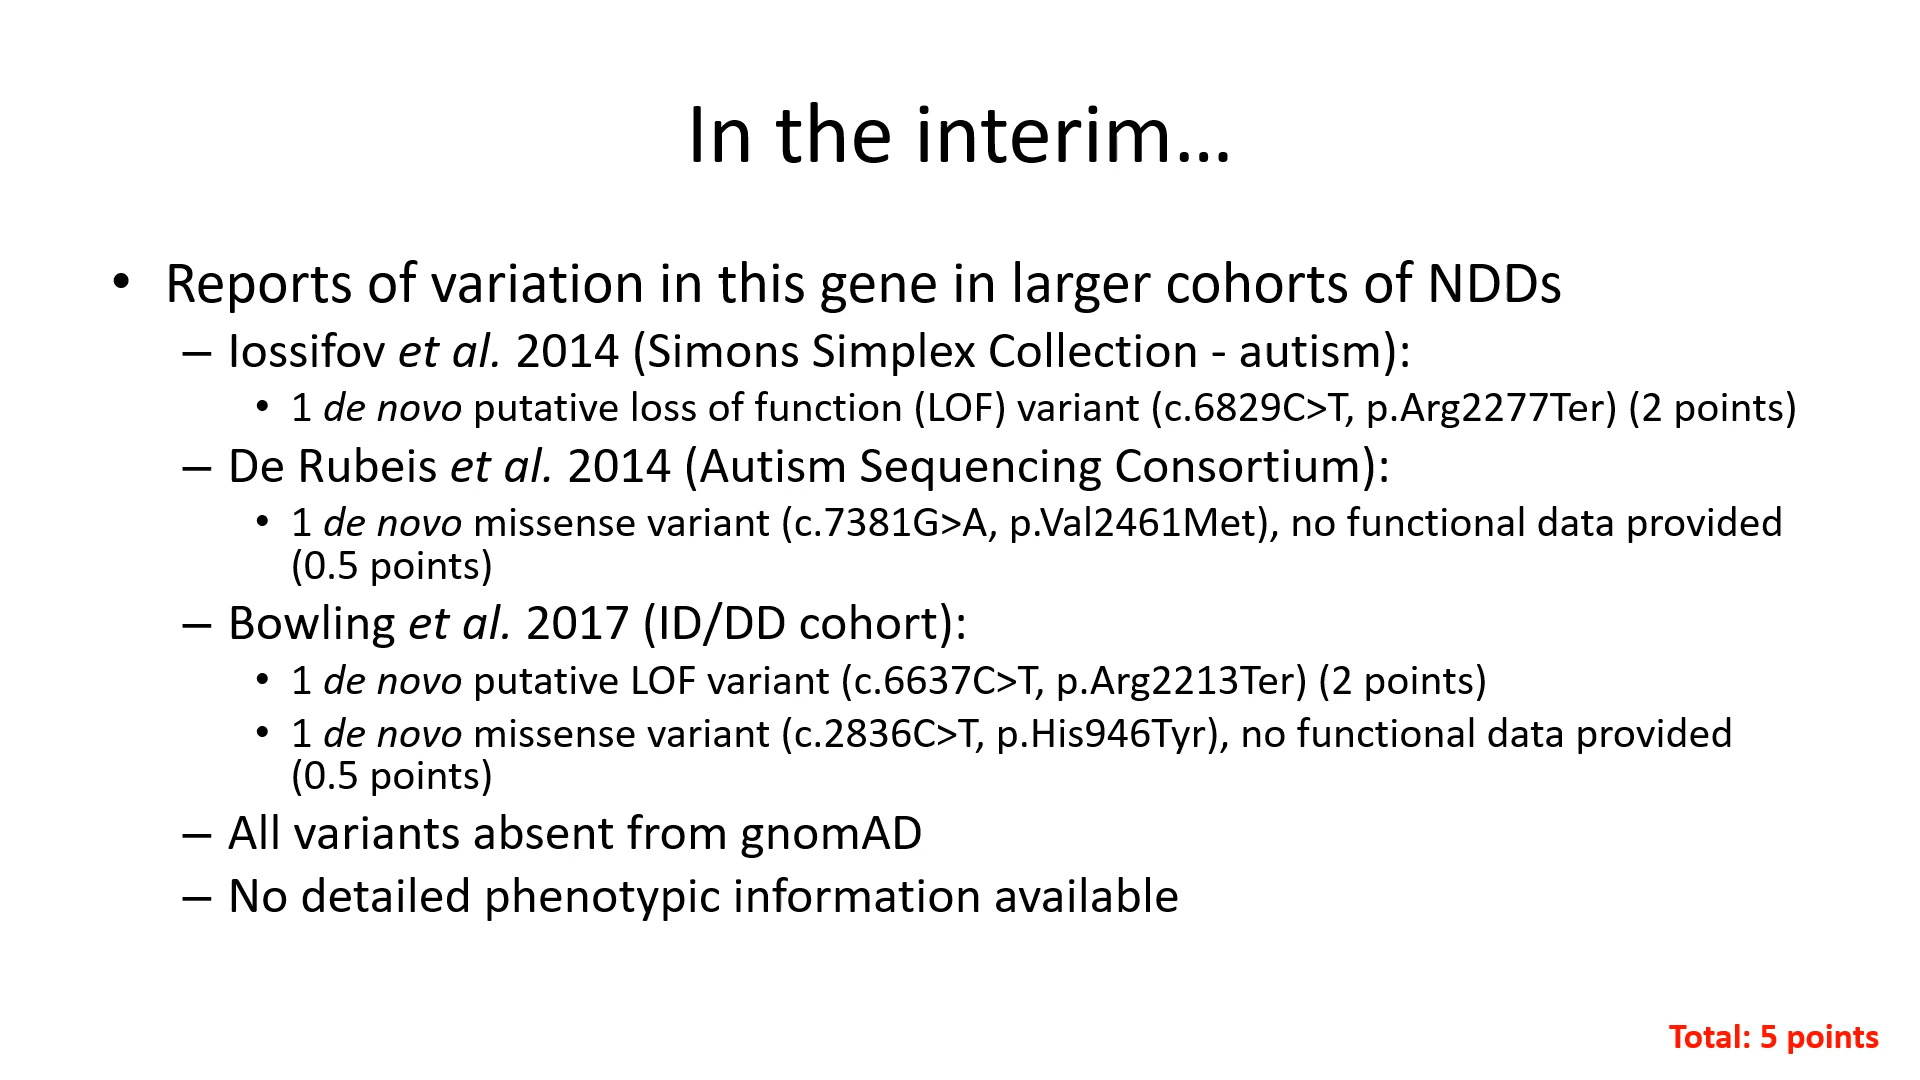 In the interim…
• Reports of variation in this gene in larger cohorts of NDDs
– Iossifov et al. 2014 (Simons Simplex Collection - autism):
• 1 de novo putative loss of function (LOF) variant (c.6829C>T, p.Arg2277Ter) (2 points)
– De Rubeis et al. 2014 (Autism Sequencing Consortium):
• 1 de novo missense variant (c.7381G>A, p.Val2461Met), no functional data provided
(0.5 points)
– Bowling et al. 2017 (ID/DD cohort):
• 1 de novo putative LOF variant (c.6637C>T, p.Arg2213Ter) (2 points)
• 1 de novo missense variant (c.2836C>T, p.His946Tyr), no functional data provided
(0.5 points)
– All variants absent from gnomAD
– No detailed phenotypic information available
Total: 5 points